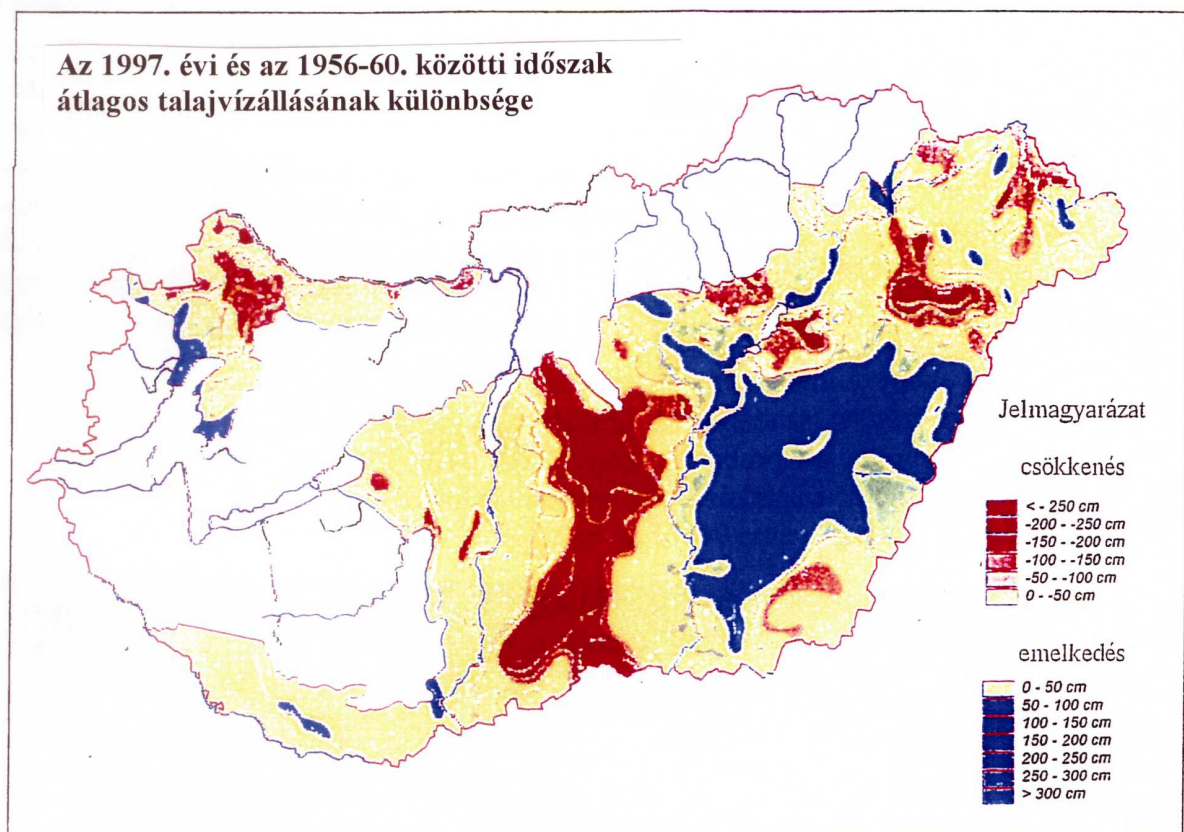 Az 1997. évi és az 1956-60. közötti időszak
átlagos talajvízállásának különbsége
Jelmagyarázat
csökkenés
< - 250 cm
-200 - -250 cm
-150 - -200 cm
-100 - -150 cm
-50 - -100 cm
0 - -50 cm
emelkedés
0 - 50 cm
50 - 100 cm
100 - 150 cm
150 - 200 cm
200 - 250 cm
250 - 300 cm
> 300 cm